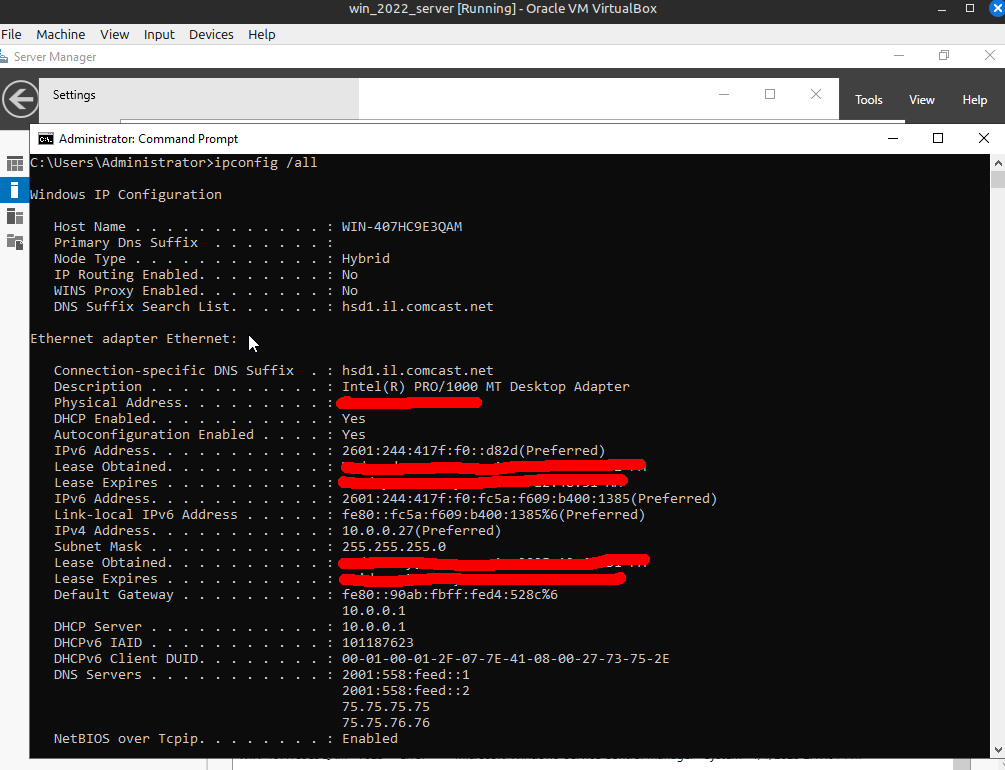 win_2022_server [Running] - Oracle VM VirtualBox
File Machine View Input Devices Help
Server Manager
Settings
Tools View Help
Administrator: Command Prompt
C:\Users\Administrator>ipconfig /all
Windows IP Configuration
Host Name . . . . . . . . . . . . : WIN-407HC9E3QAM
Primary Dns Suffix . . . . . . . :
Node Type . . . . . . . . . . . . : Hybrid
IP Routing Enabled. . . . . . . . : No
WINS Proxy Enabled. . . . . . . . : No
DNS Suffix Search List. . . . . . : hsd1.il.comcast.net
Ethernet adapter Ethernet:
Connection-specific DNS Suffix . : hsd1.il.comcast.net
Description . . . . . . . . . . . : Intel(R) PRO/1000 MT Desktop Adapter
Physical Address. . . . . . . . . :
DHCP Enabled. . . . . . . . . . . : Yes
Autoconfiguration Enabled . . . . : Yes
IPv6 Address. . . . . . . . . . . : 2601:244:417f:f0::d82d(Preferred)
Lease Obtained. . . . . . . . . . :
Lease Expires . . . . . . . . . . :
IPv6 Address. . . . . . . . . . . : 2601:244:417f:f0:fc5a:f609:b400:1385(Preferred)
Link-local IPv6 Address . . . . . : fe80::fc5a:f609:b400:1385%6(Preferred)
IPv4 Address. . . . . . . . . . . : 10.0.0.27(Preferred)
Subnet Mask . . . . . . . . . . . : 255.255.255.0
Lease Obtained. . . . . . . . . . :
Lease Expires . . . . . . . . . . :
Default Gateway . . . . . . . . . : fe80::90ab:fbff:fed4:528c%6
10.0.0.1
DHCP Server . . . . . . . . . . . : 10.0.0.1
DHCPv6 IAID . . . . . . . . . . . : 101187623
DHCPv6 Client DUID. . . . . . . . : 00-01-00-01-2F-07-7E-41-08-00-27-73-75-2E
DNS Servers . . . . . . . . . . . : 2001:558:feed::1
2001:558:feed::2
75.75.75.75
75.75.76.76
NetBIOS over Tcpip. . . . . . . . : Enabled